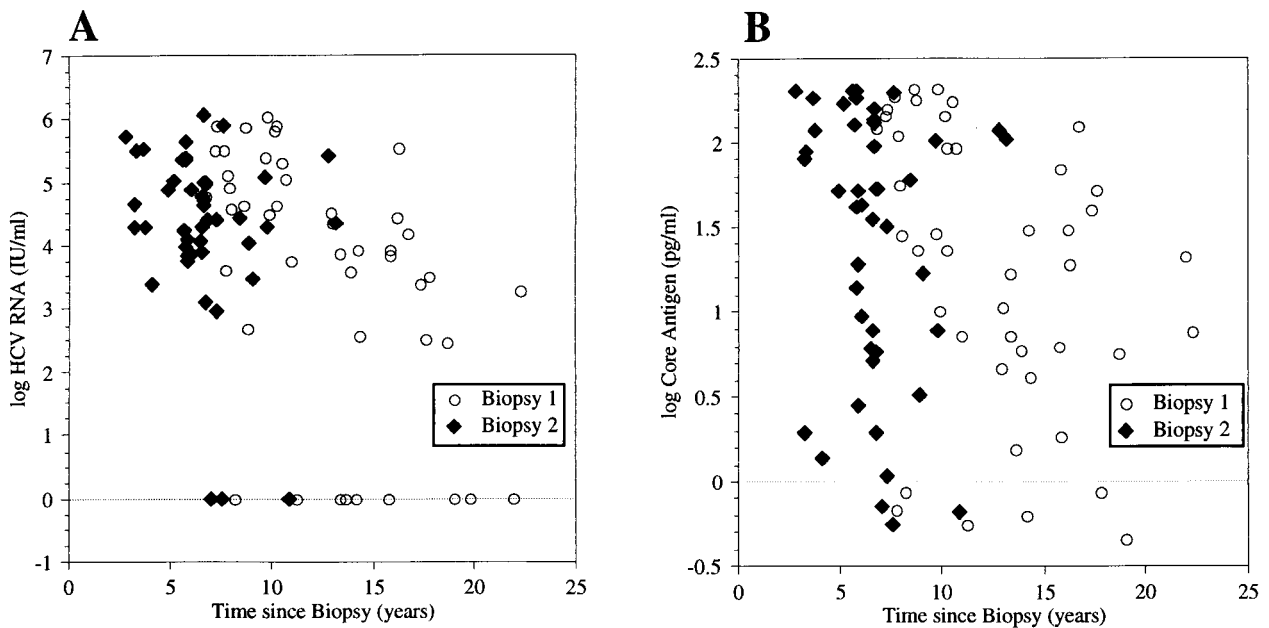 A
log HCV RNA (IU/ml)
7
6
5
4
3
2
1
0
-1
0
5
10
15
20
25
Time since Biopsy (years)
Biopsy 1
Biopsy 2
B
log Core Antigen (pg/ml)
2.5
2
1.5
1
0.5
0
-0.5
0
5
10
15
20
25
Time since Biopsy (years)
Biopsy 1
Biopsy 2